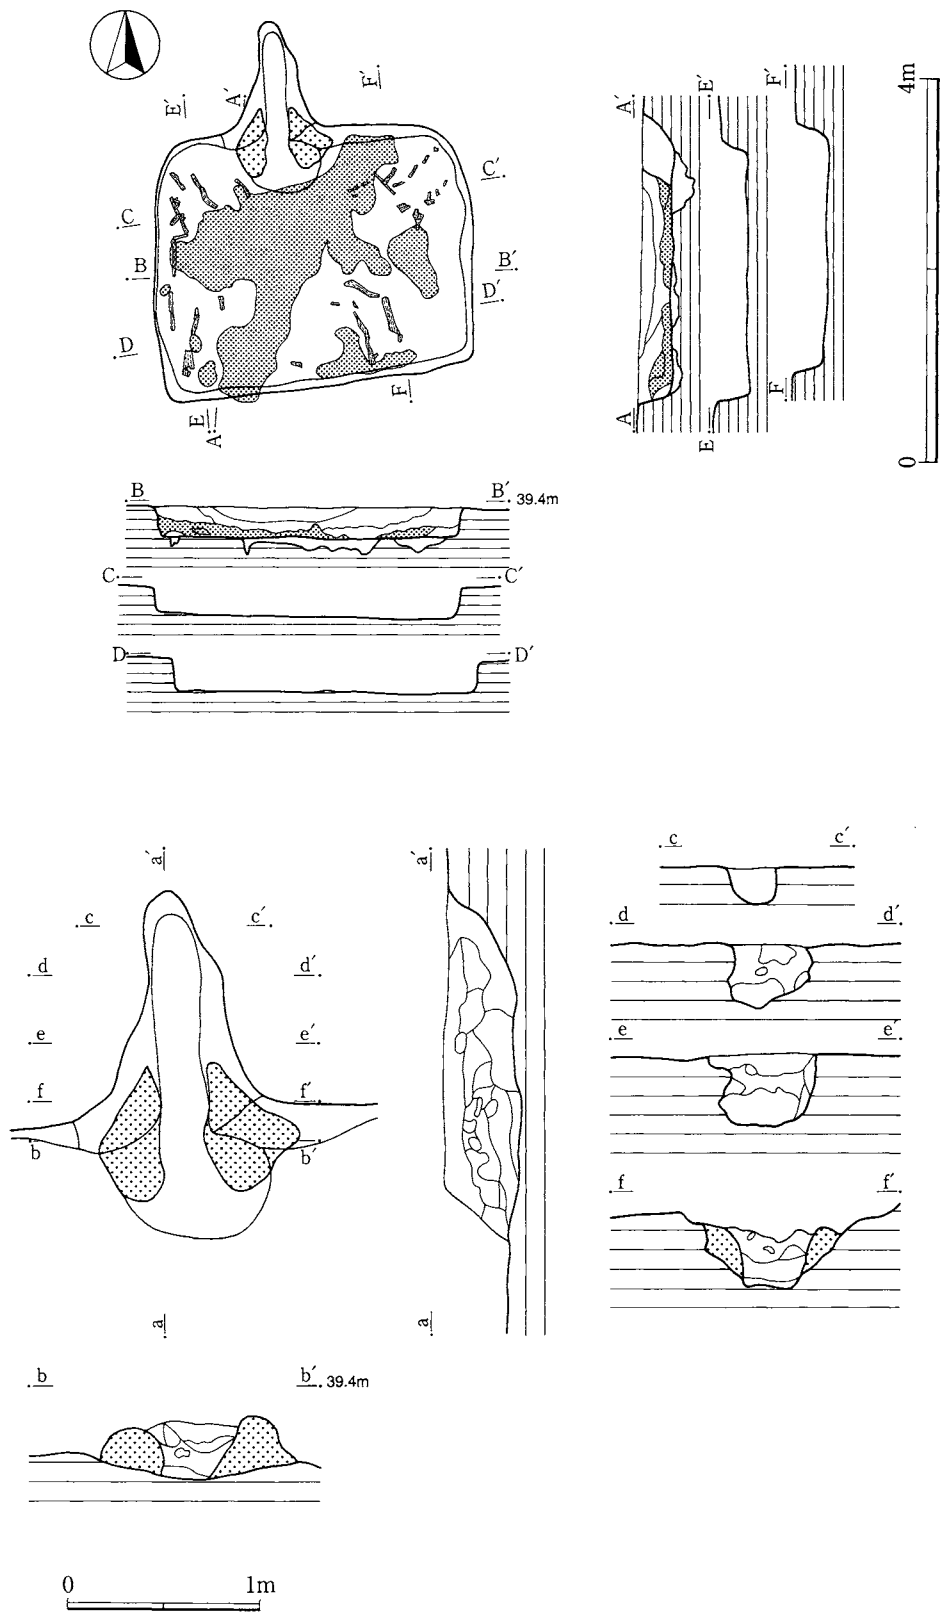 E′ A′ F′
C C′
B B′
D D′
E A F
A′ E′ F′
A E F
4m
0
B B′ 39.4m
C C′
D D′
a′
c c′
d d′
e e′
f f′
b b′
a
a′
a
c c′
d d′
e e′
f f′
b b′ 39.4m
0 1m